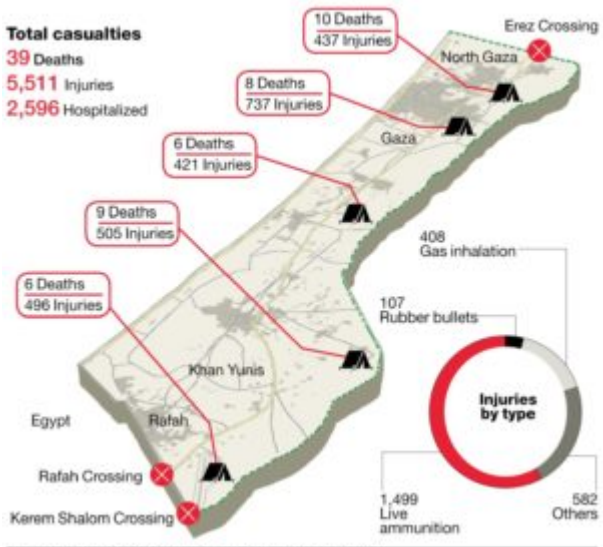 Total casualties
39 Deaths
5,511 Injuries
2,596 Hospitalized
10 Deaths
437 Injuries
Erez Crossing
North Gaza
8 Deaths
737 Injuries
Gaza
6 Deaths
421 Injuries
9 Deaths
505 Injuries
408
Gas inhalation
6 Deaths
496 Injuries
107
Rubber bullets
Khan Yunis
Injuries
by type
Egypt
Rafah
Rafah Crossing
Kerem Shalom Crossing
1,499
Live
ammunition
582
Others